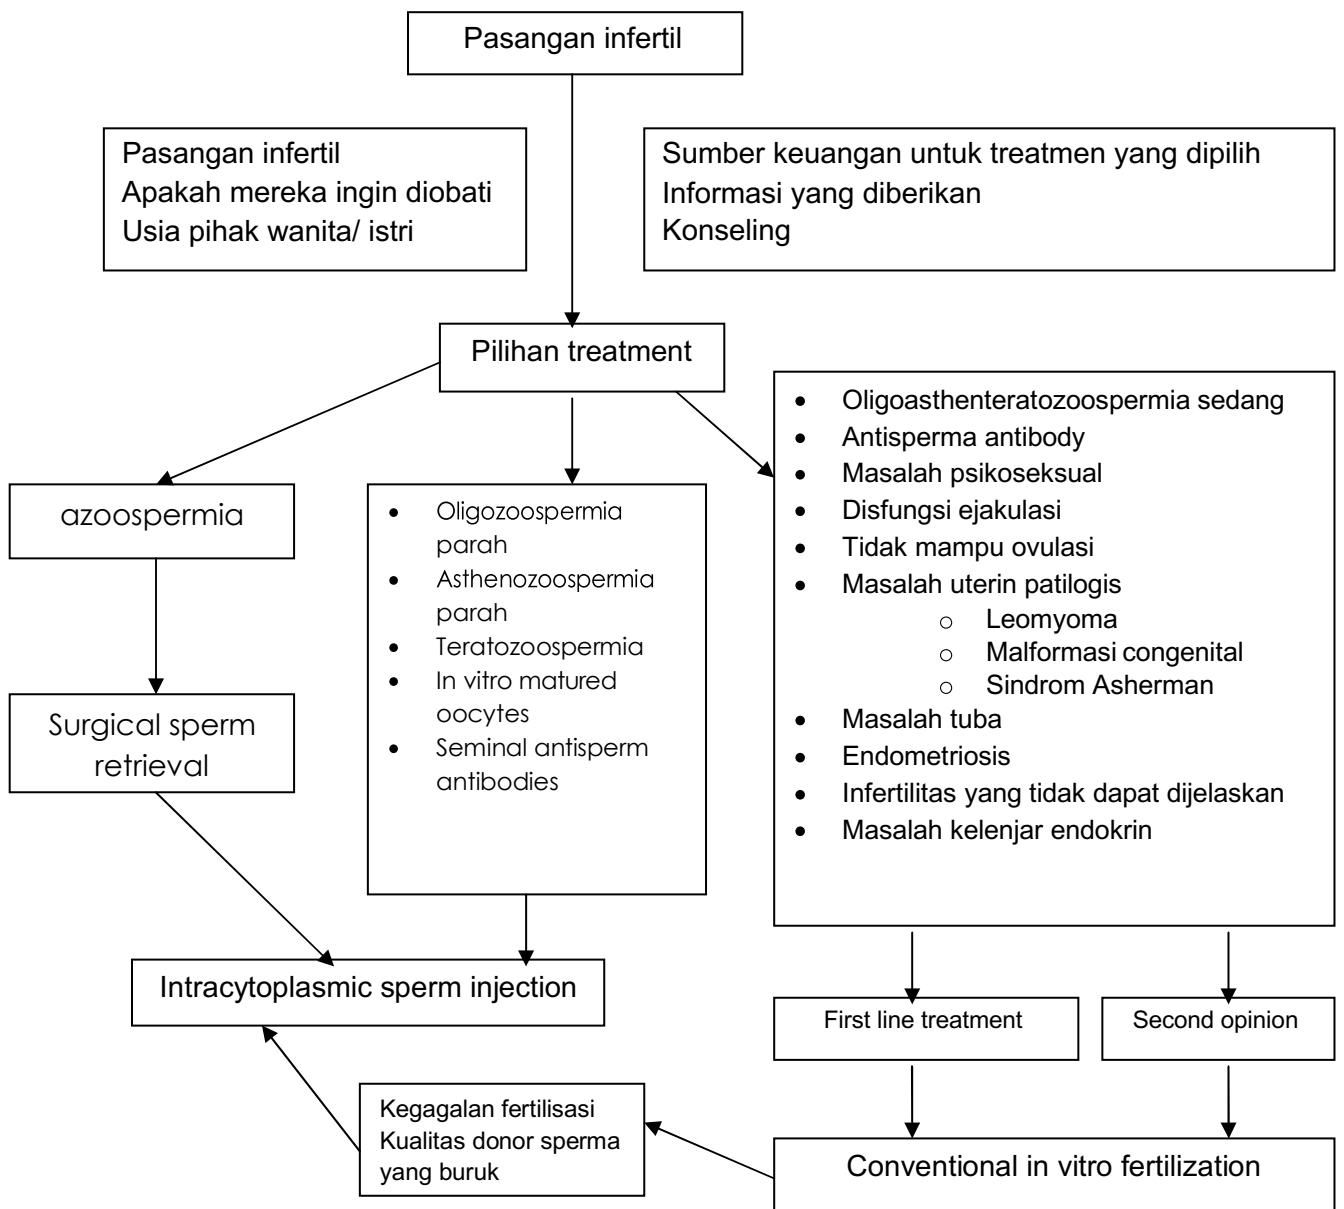 Pasangan infertil
Pasangan infertil
Apakah mereka ingin diobati
Usia pihak wanita/ istri
Sumber keuangan untuk treatmen yang dipilih
Informasi yang diberikan
Konseling
Pilihan treatment
azoospermia
Surgical sperm
retrieval
• Oligozoospermia
parah
• Asthenozoospermia
parah
• Teratozoospermia
• In vitro matured
oocytes
• Seminal antisperm
antibodies
• Oligoasthenteratozoospermia sedang
• Antisperma antibody
• Masalah psikoseksual
• Disfungsi ejakulasi
• Tidak mampu ovulasi
• Masalah uterin patilogis
o Leomyoma
o Malformasi congenital
o Sindrom Asherman
• Masalah tuba
• Endometriosis
• Infertilitas yang tidak dapat dijelaskan
• Masalah kelenjar endokrin
Intracytoplasmic sperm injection
First line treatment
Second opinion
Kegagalan fertilisasi
Kualitas donor sperma
yang buruk
Conventional in vitro fertilization